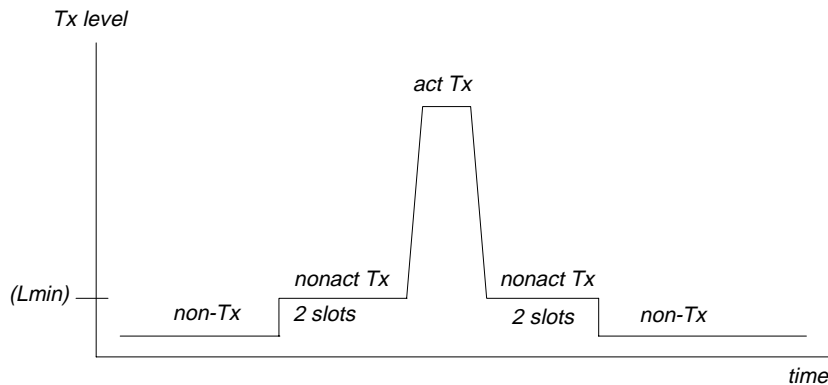 Tx level
act Tx
nonact Tx
nonact Tx
(Lmin)
non-Tx
2 slots
2 slots
non-Tx
time